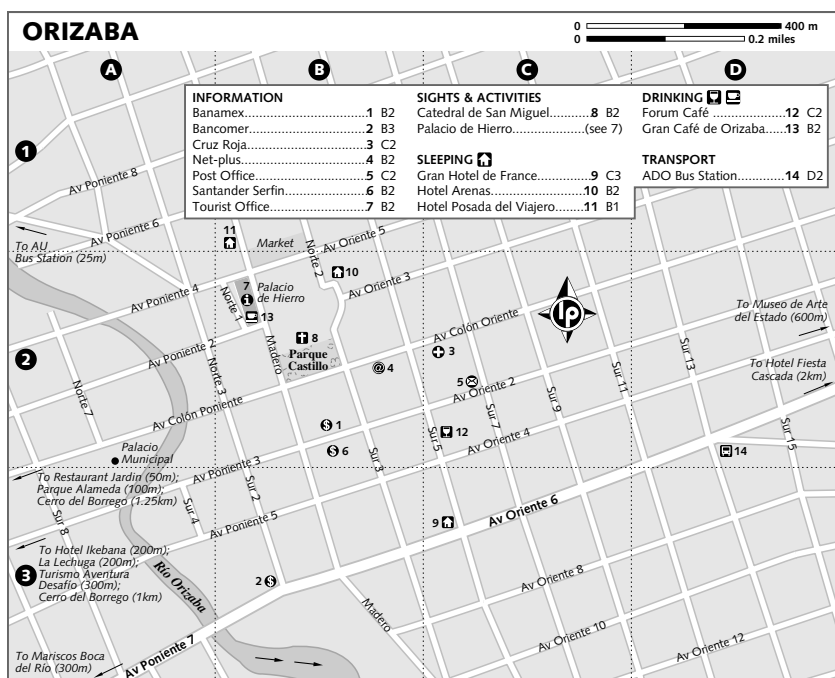 ORIZABA
0 400 m
0 0.2 miles
A B C D
INFORMATION
Banamex 1 B2
Bancomer 2 B3
Cruz Roja 3 C2
Net-plus 4 B2
Post Office 5 C2
Santander Serfin 6 B2
Tourist Office 7 B2
SIGHTS & ACTIVITIES
Catedral de San Miguel 8 B2
Palacio de Hierro (see 7)
SLEEPING
Gran Hotel de France 9 C3
Hotel Arenas 10 B2
Hotel Posada del Viajero 11 B1
DRINKING
Forum Café 12 C2
Gran Café de Orizaba 13 B2
TRANSPORT
ADO Bus Station 14 D2
1
Av Poniente 8
Av Poniente 6
To AU
Bus Station (25m)
11
Market
Norte 2
Av Oriente 5
10
Av Oriente 3
Av Poniente 4
7
Palacio
de Hierro
Norte 1
13
Madero
8
Parque
Castillo
Av Colón Oriente
lp
To Museo de Arte
del Estado (600m)
To Hotel Fiesta
Cascada (2km)
2
Av Poniente 2
Norte 3
Norte 7
Av Colón Poniente
@ 4
3
5
Av Oriente 2
Sur 7
Sur 9
Sur 11
Sur 13
Sur 15
$ 1
$ 6
Sur 3
Sur 5
12
Av Oriente 4
14
Palacio
Municipal
To Restaurant Jardín (50m);
Parque Alameda (100m);
Cerro del Borrego (1.25km)
Av Poniente 3
Sur 2
Sur 4
Sur 8
Av Poniente 5
9
Av Oriente 6
3
To Hotel Ikebana (200m);
La Lechuga (200m);
Turismo Aventura
Desafío (300m);
Cerro del Borrego (1km)
Río Orizaba
2 $
Madero
Av Oriente 8
Av Oriente 10
Av Oriente 12
To Mariscos Boca
del Río (300m)
Av Poniente 7